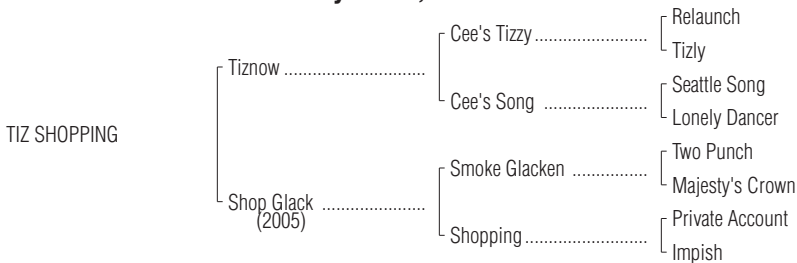 Relaunch
Cee's Tizzy
Tizly
Tiznow
Seattle Song
Cee's Song
Lonely Dancer
TIZ SHOPPING
Two Punch
Smoke Glacken
Majesty's Crown
Shop Glack
(2005)
Private Account
Shopping
Impish